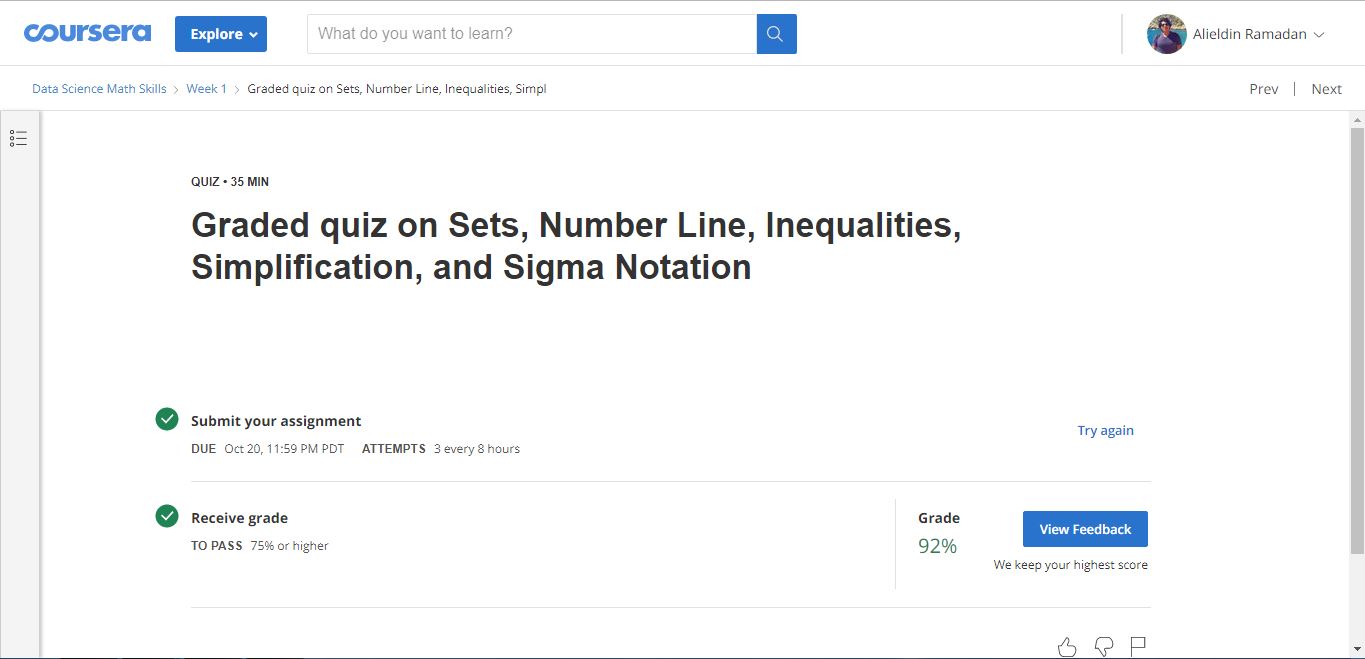 coursera Explore What do you want to learn? Alieldin Ramadan
Data Science Math Skills > Week 1 > Graded quiz on Sets, Number Line, Inequalities, Simpl Prev | Next
QUIZ • 35 MIN
Graded quiz on Sets, Number Line, Inequalities,
Simplification, and Sigma Notation
Submit your assignment
Try again
DUE Oct 20, 11:59 PM PDT ATTEMPTS 3 every 8 hours
Receive grade
TO PASS 75% or higher
Grade
92%
View Feedback
We keep your highest score